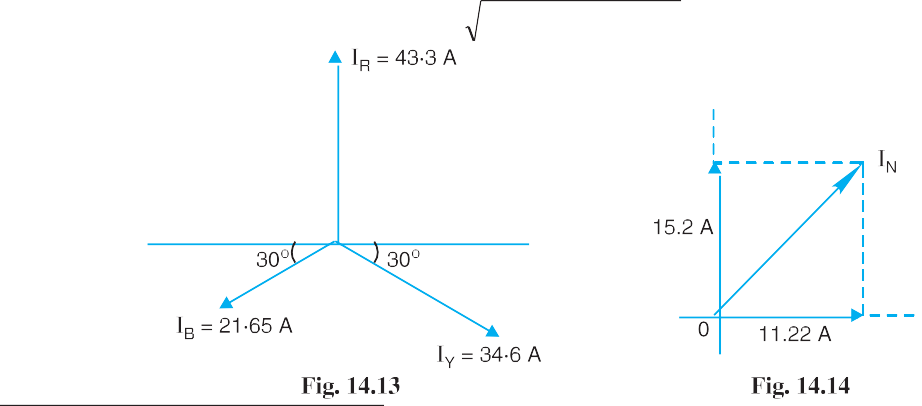 √
I_R = 43·3 A
I_N
15.2 A
30°
30°
0
11.22 A
I_B = 21·65 A
I_Y = 34·6 A
Fig. 14.13
Fig. 14.14